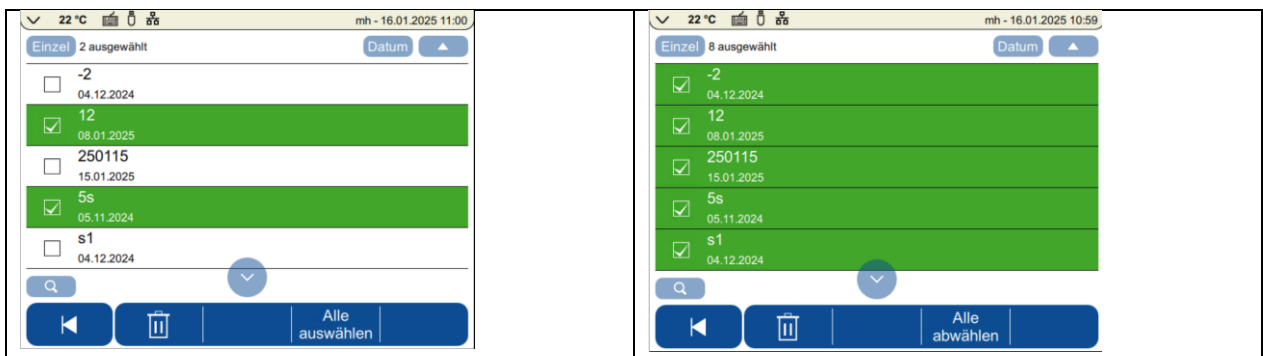 22 °C
mh - 16.01.2025 11:00
Einzel 2 ausgewählt Datum
-2
04.12.2024
12
08.01.2025
250115
15.01.2025
5s
05.11.2024
s1
04.12.2024
Alle
auswählen
22 °C
mh - 16.01.2025 10:59
Einzel 8 ausgewählt Datum
-2
04.12.2024
12
08.01.2025
250115
15.01.2025
5s
05.11.2024
s1
04.12.2024
Alle
abwählen